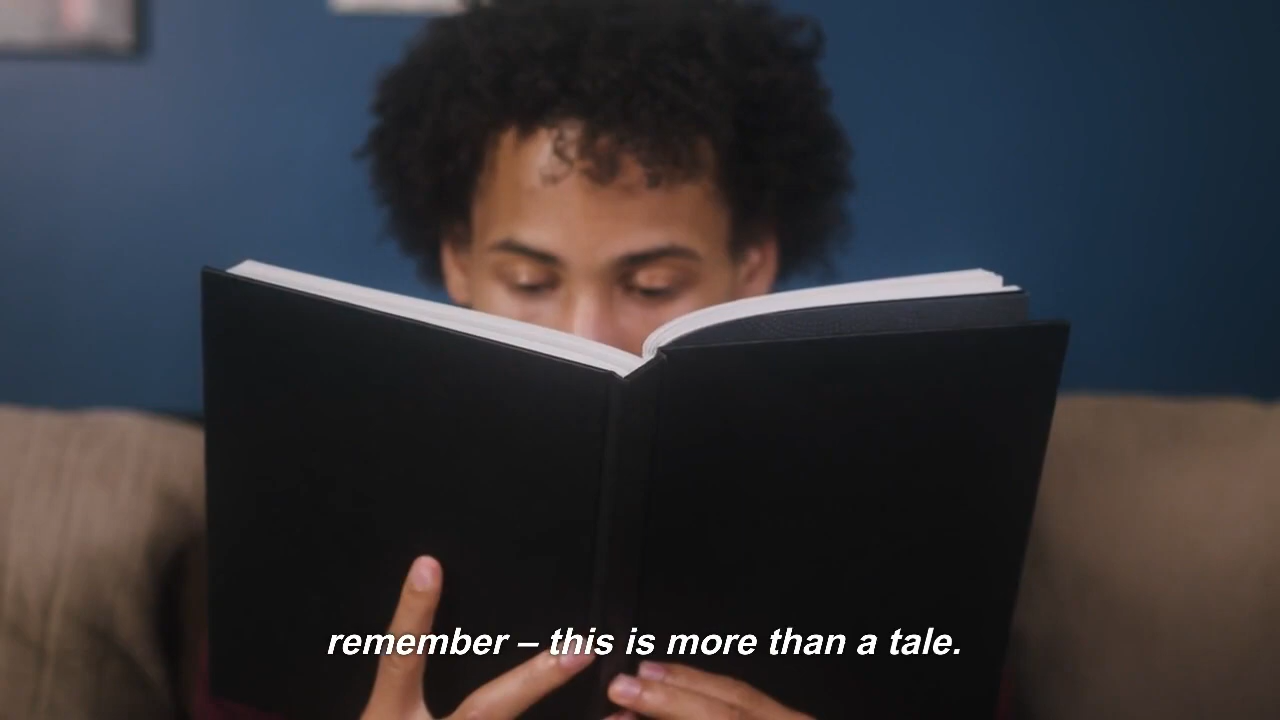 remember – this is more than a tale.